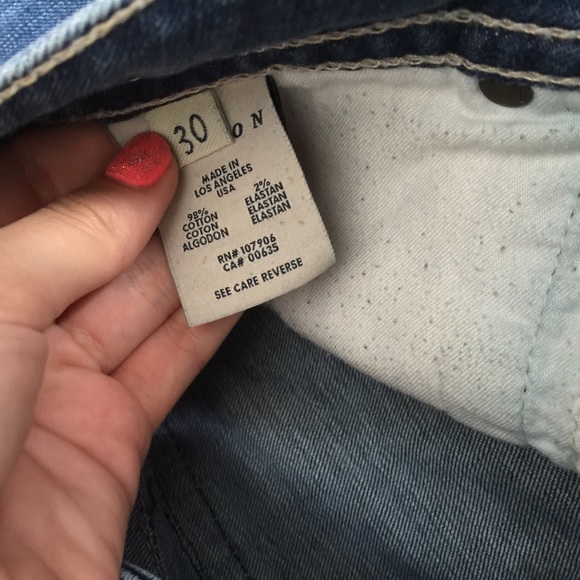 30
O N
MADE IN
LOS ANGELES
USA
98%
COTTON
COTON
ALGODON
2%
ELASTAN
ELASTAN
ELASTAN
RN# 107906
CA# 00635
SEE CARE REVERSE